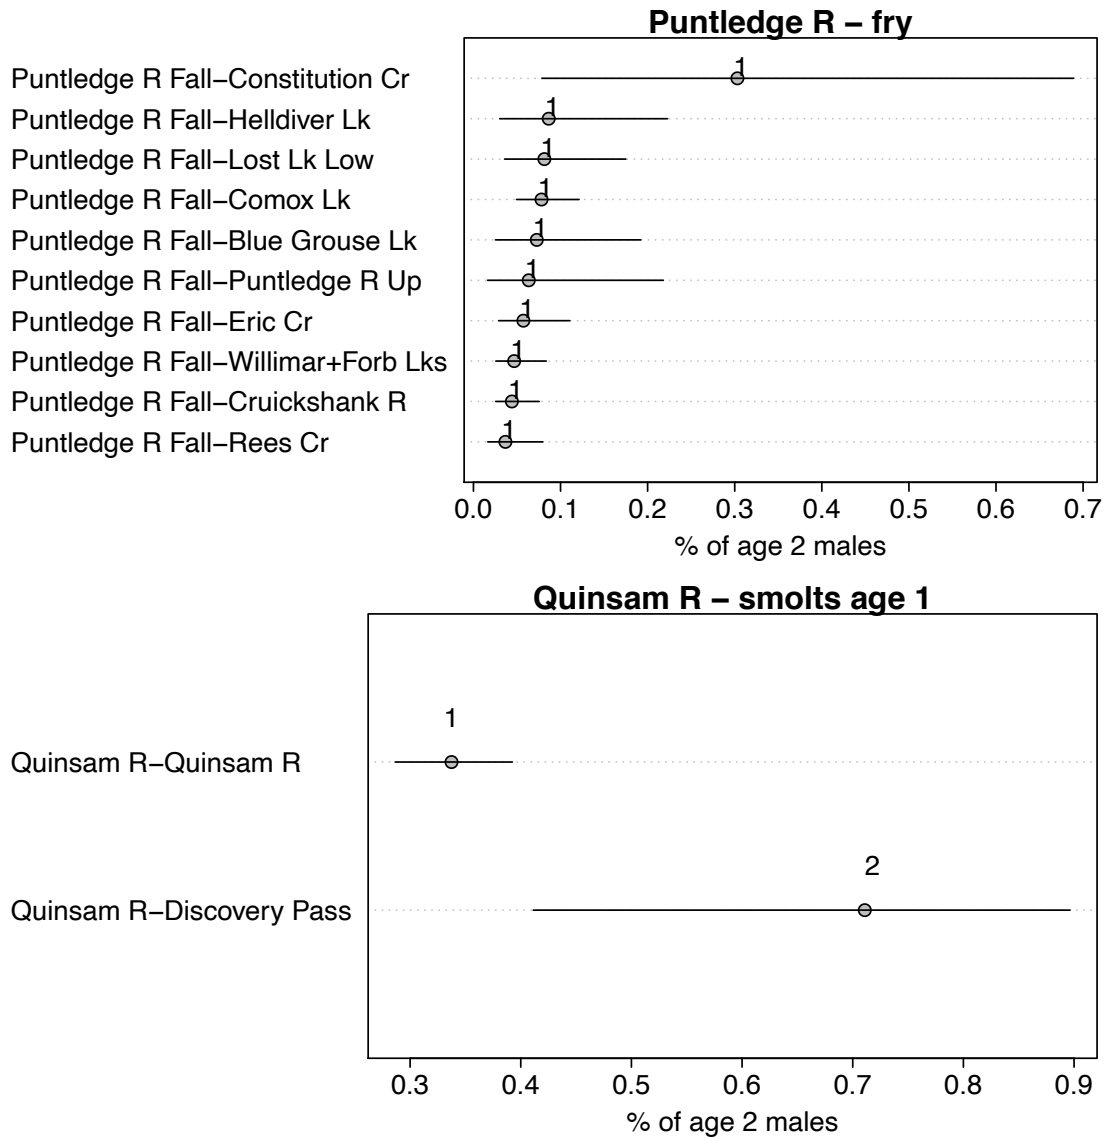 Puntledge R – fry
Puntledge R Fall–Constitution Cr 1
Puntledge R Fall–Helldiver Lk 1
Puntledge R Fall–Lost Lk Low 1
Puntledge R Fall–Comox Lk 1
Puntledge R Fall–Blue Grouse Lk 1
Puntledge R Fall–Puntledge R Up 1
Puntledge R Fall–Eric Cr 1
Puntledge R Fall–Willimar+Forb Lks 1
Puntledge R Fall–Cruickshank R 1
Puntledge R Fall–Rees Cr 1
0.0 0.1 0.2 0.3 0.4 0.5 0.6 0.7
% of age 2 males
Quinsam R – smolts age 1
1
Quinsam R–Quinsam R
2
Quinsam R–Discovery Pass
0.3 0.4 0.5 0.6 0.7 0.8 0.9
% of age 2 males